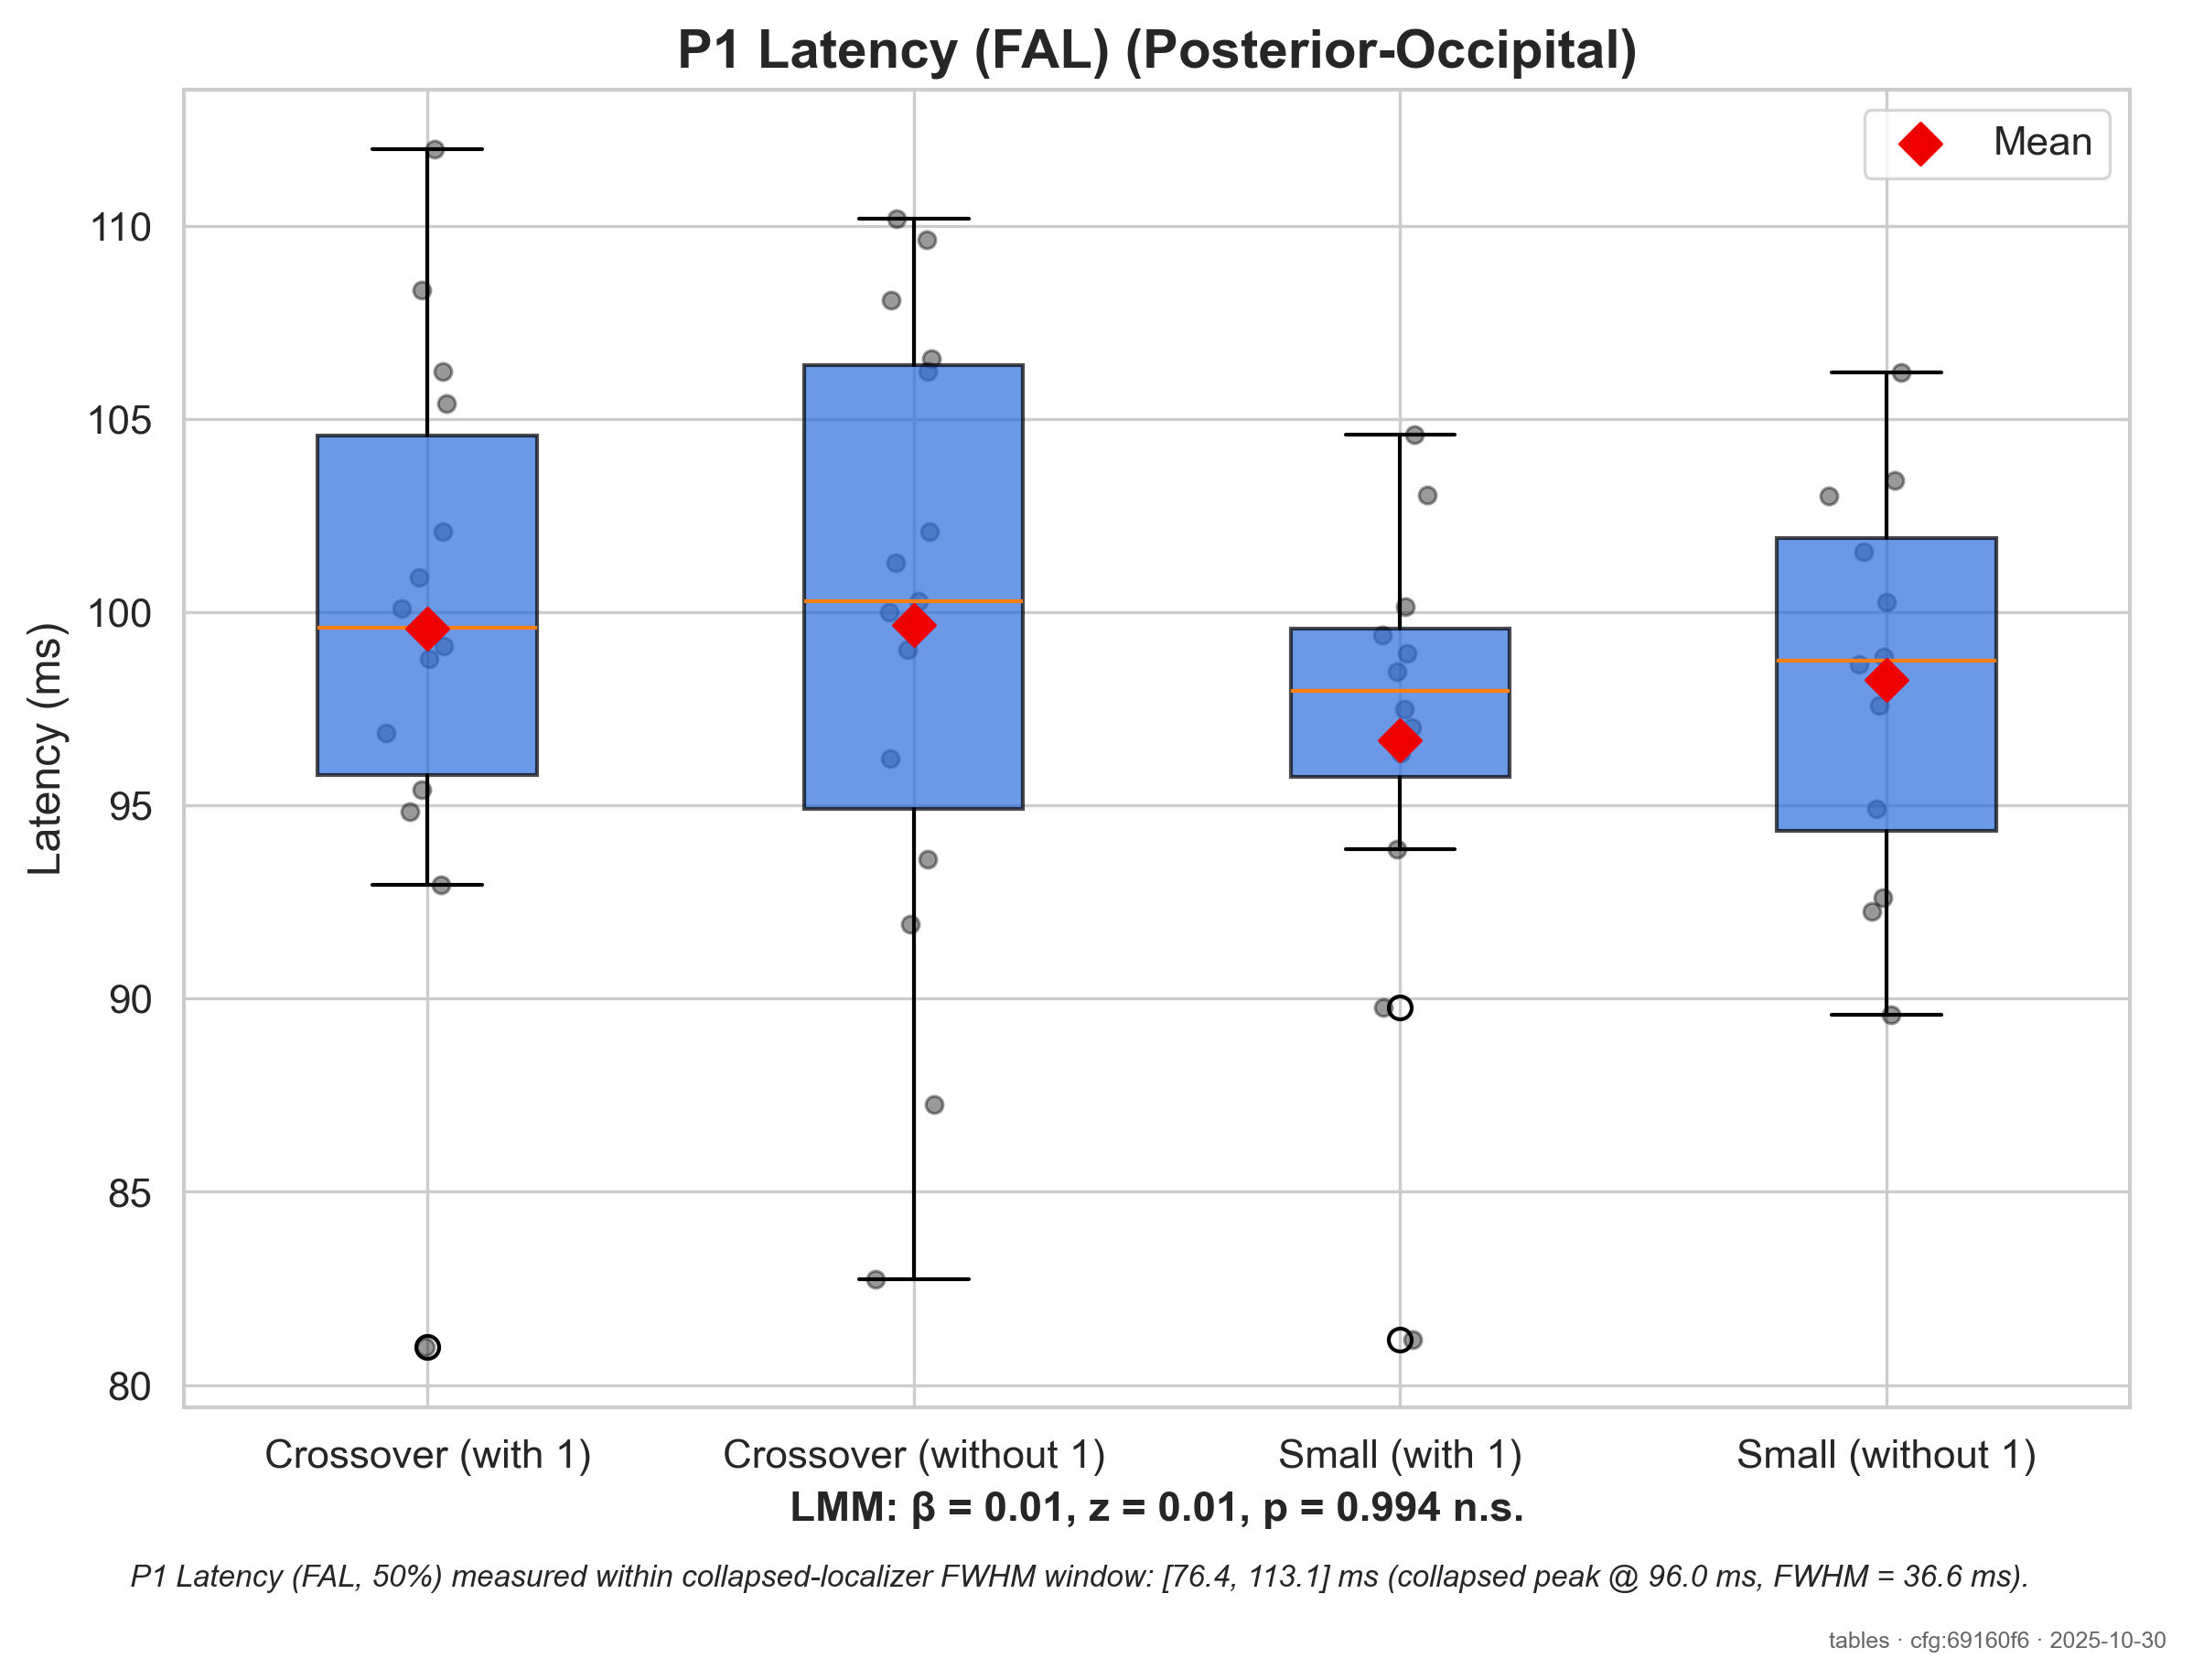 P1 Latency (FAL) (Posterior-Occipital)
Mean
Latency (ms)
110
105
100
95
90
85
80
Crossover (with 1)
Crossover (without 1)
Small (with 1)
Small (without 1)
LMM: β = 0.01, z = 0.01, p = 0.994 n.s.
P1 Latency (FAL, 50%) measured within collapsed-localizer FWHM window: [76.4, 113.1] ms (collapsed peak @ 96.0 ms, FWHM = 36.6 ms).
tables · cfg:69160f6 · 2025-10-30